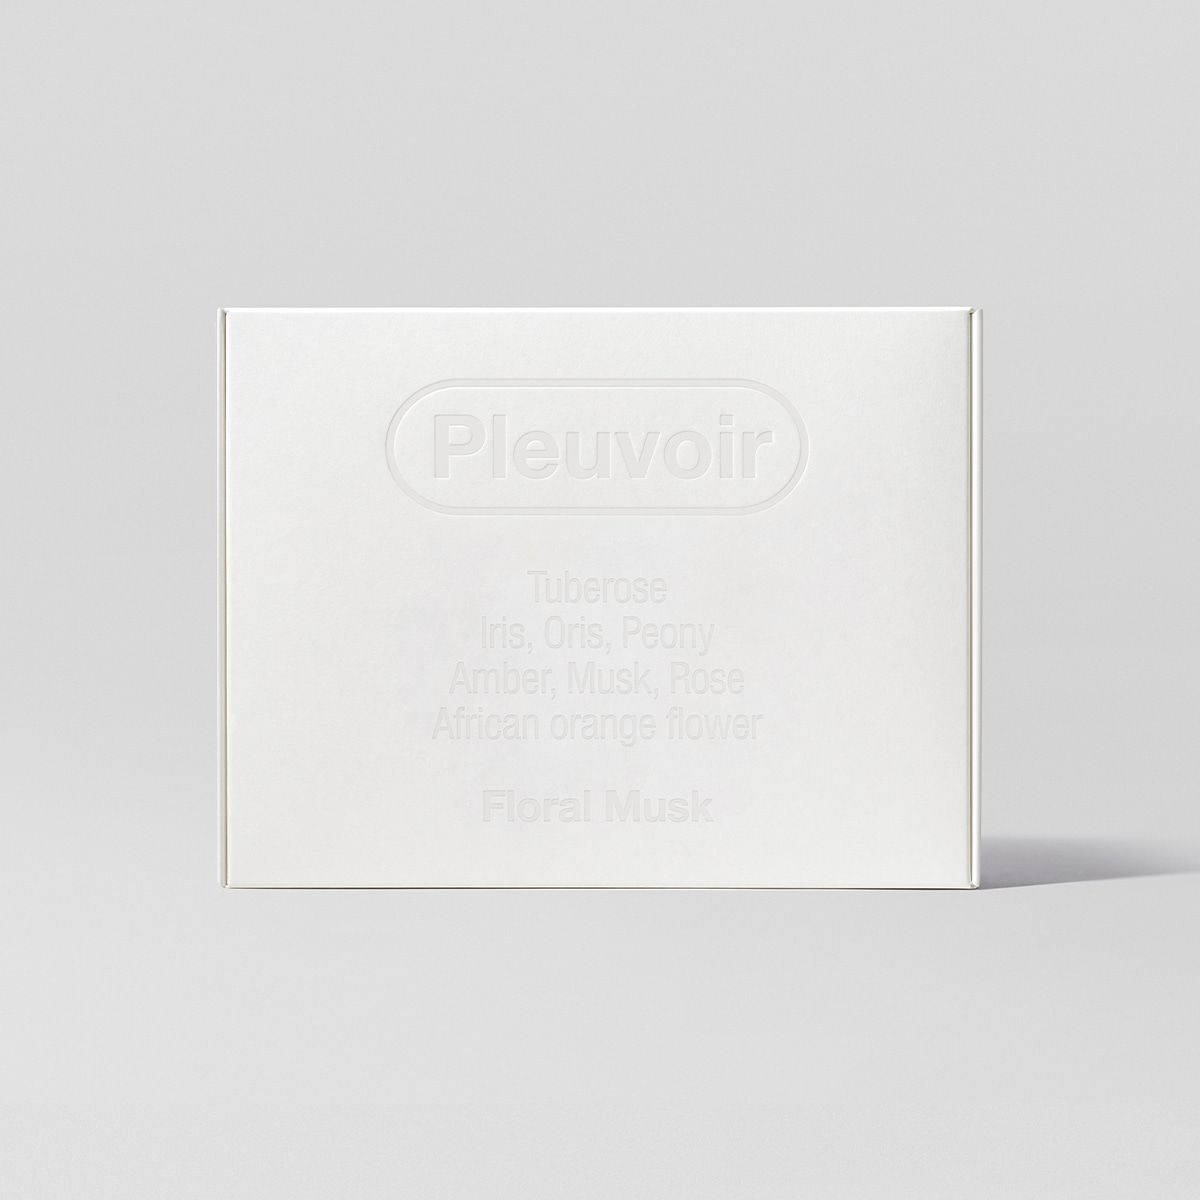 Pleuvoir
Tuberose
Iris, Oris, Peony
Amber, Musk, Rose
African orange flower
Floral Musk